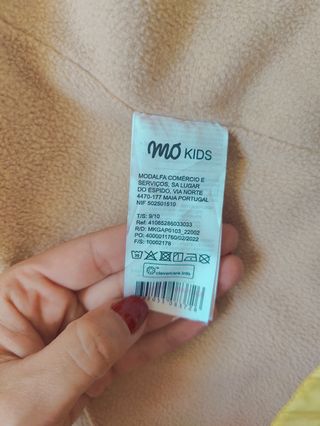 mo KIDS
MODALFA COMÉRCIO E
SERVIÇOS, SA LUGAR
DO ESPIDO, VIA NORTE
4470-177 MAIA PORTUGAL
NIF 502501510
T/S: 9/10
Ref: 41085286033033
R/D: MKGAP0103_22002
PO: 4000011760/02/2022
F/S: 10002178
clevercare.info